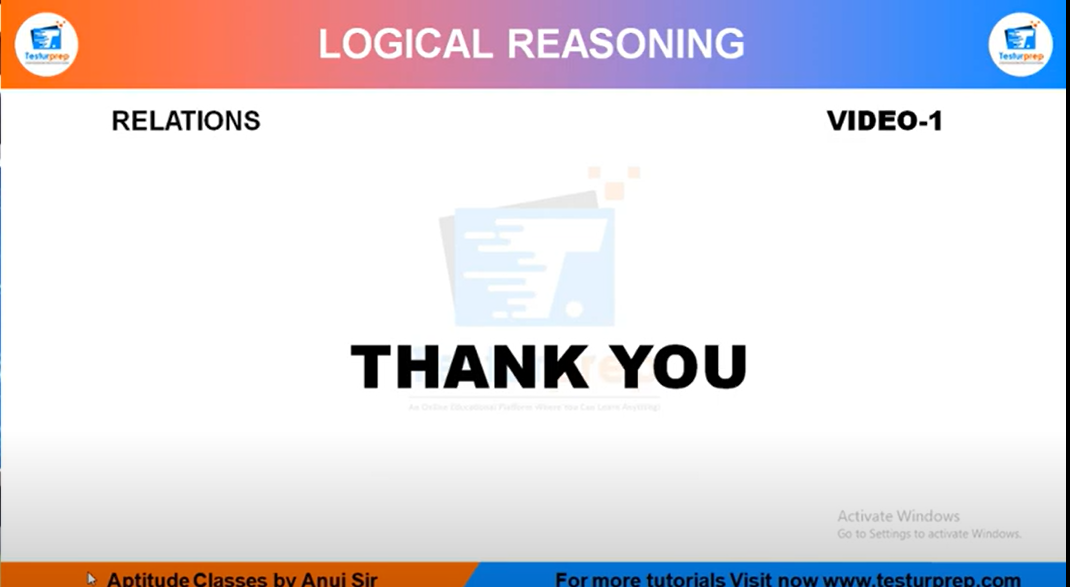 Testurprep
LOGICAL REASONING
Testurprep
RELATIONS
VIDEO-1
THANK YOU
An Online Educational Platform Where You Can Learn Anything!
Activate Windows
Go to Settings to activate Windows.
Aptitude Classes by Anuj Sir
For more tutorials Visit now www.testurprep.com